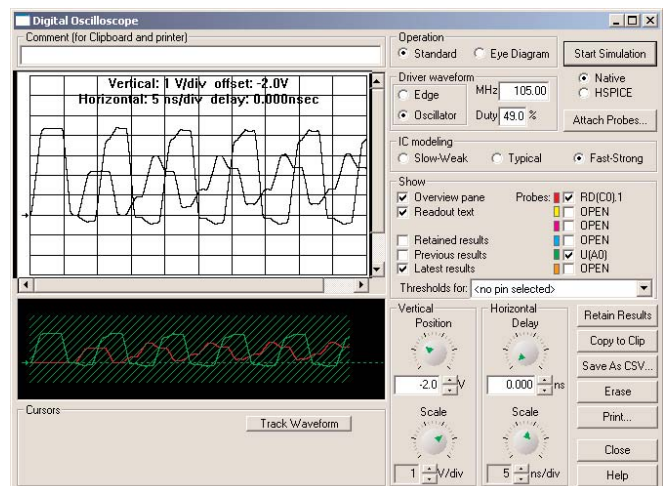 Digital Oscilloscope
Comment (for Clipboard and printer)
Vertical: 1 V/div offset: -2.0V
Horizontal: 5 ns/div delay: 0.000nsec
Cursors
Track Waveform
Operation
Standard Eye Diagram
Driver waveform
Edge
Oscillator
MHz 105.00
Duty 49.0 %
Start Simulation
Native
HSPICE
Attach Probes...
IC modeling
Slow-Weak Typical Fast-Strong
Show
Overview pane Probes: RD(C0).1
Readout text OPEN
OPEN
Retained results OPEN
Previous results U(A0)
Latest results OPEN
Thresholds for: <no pin selected>
Vertical
Position
-2.0 V
Scale
1 V/div
Horizontal
Delay
0.000 ns
Scale
5 ns/div
Retain Results
Copy to Clip
Save As CSV...
Erase
Print...
Close
Help